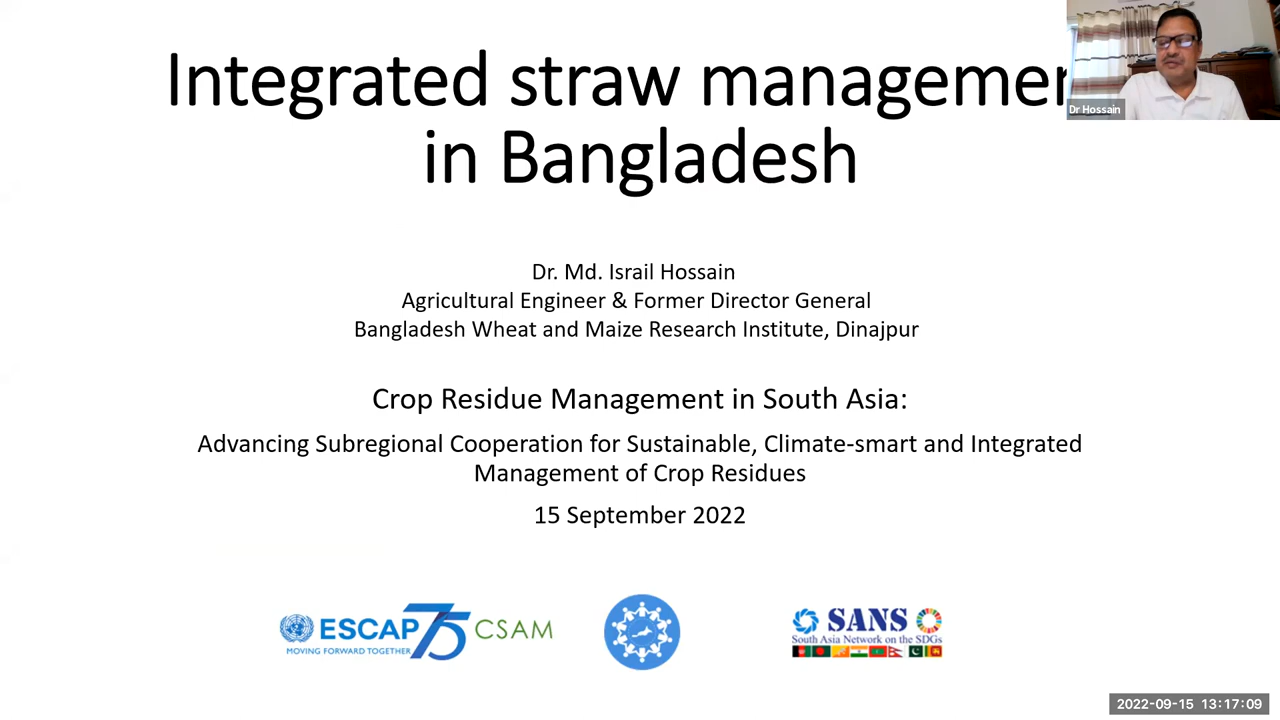 Integrated straw managemen
in Bangladesh
Dr Hossain
Dr. Md. Israil Hossain
Agricultural Engineer & Former Director General
Bangladesh Wheat and Maize Research Institute, Dinajpur
Crop Residue Management in South Asia:
Advancing Subregional Cooperation for Sustainable, Climate-smart and Integrated
Management of Crop Residues
15 September 2022
ESCAP 75 CSAM
MOVING FORWARD TOGETHER
SANS
South Asia Network on the SDGs
2022-09-15 13:17:09